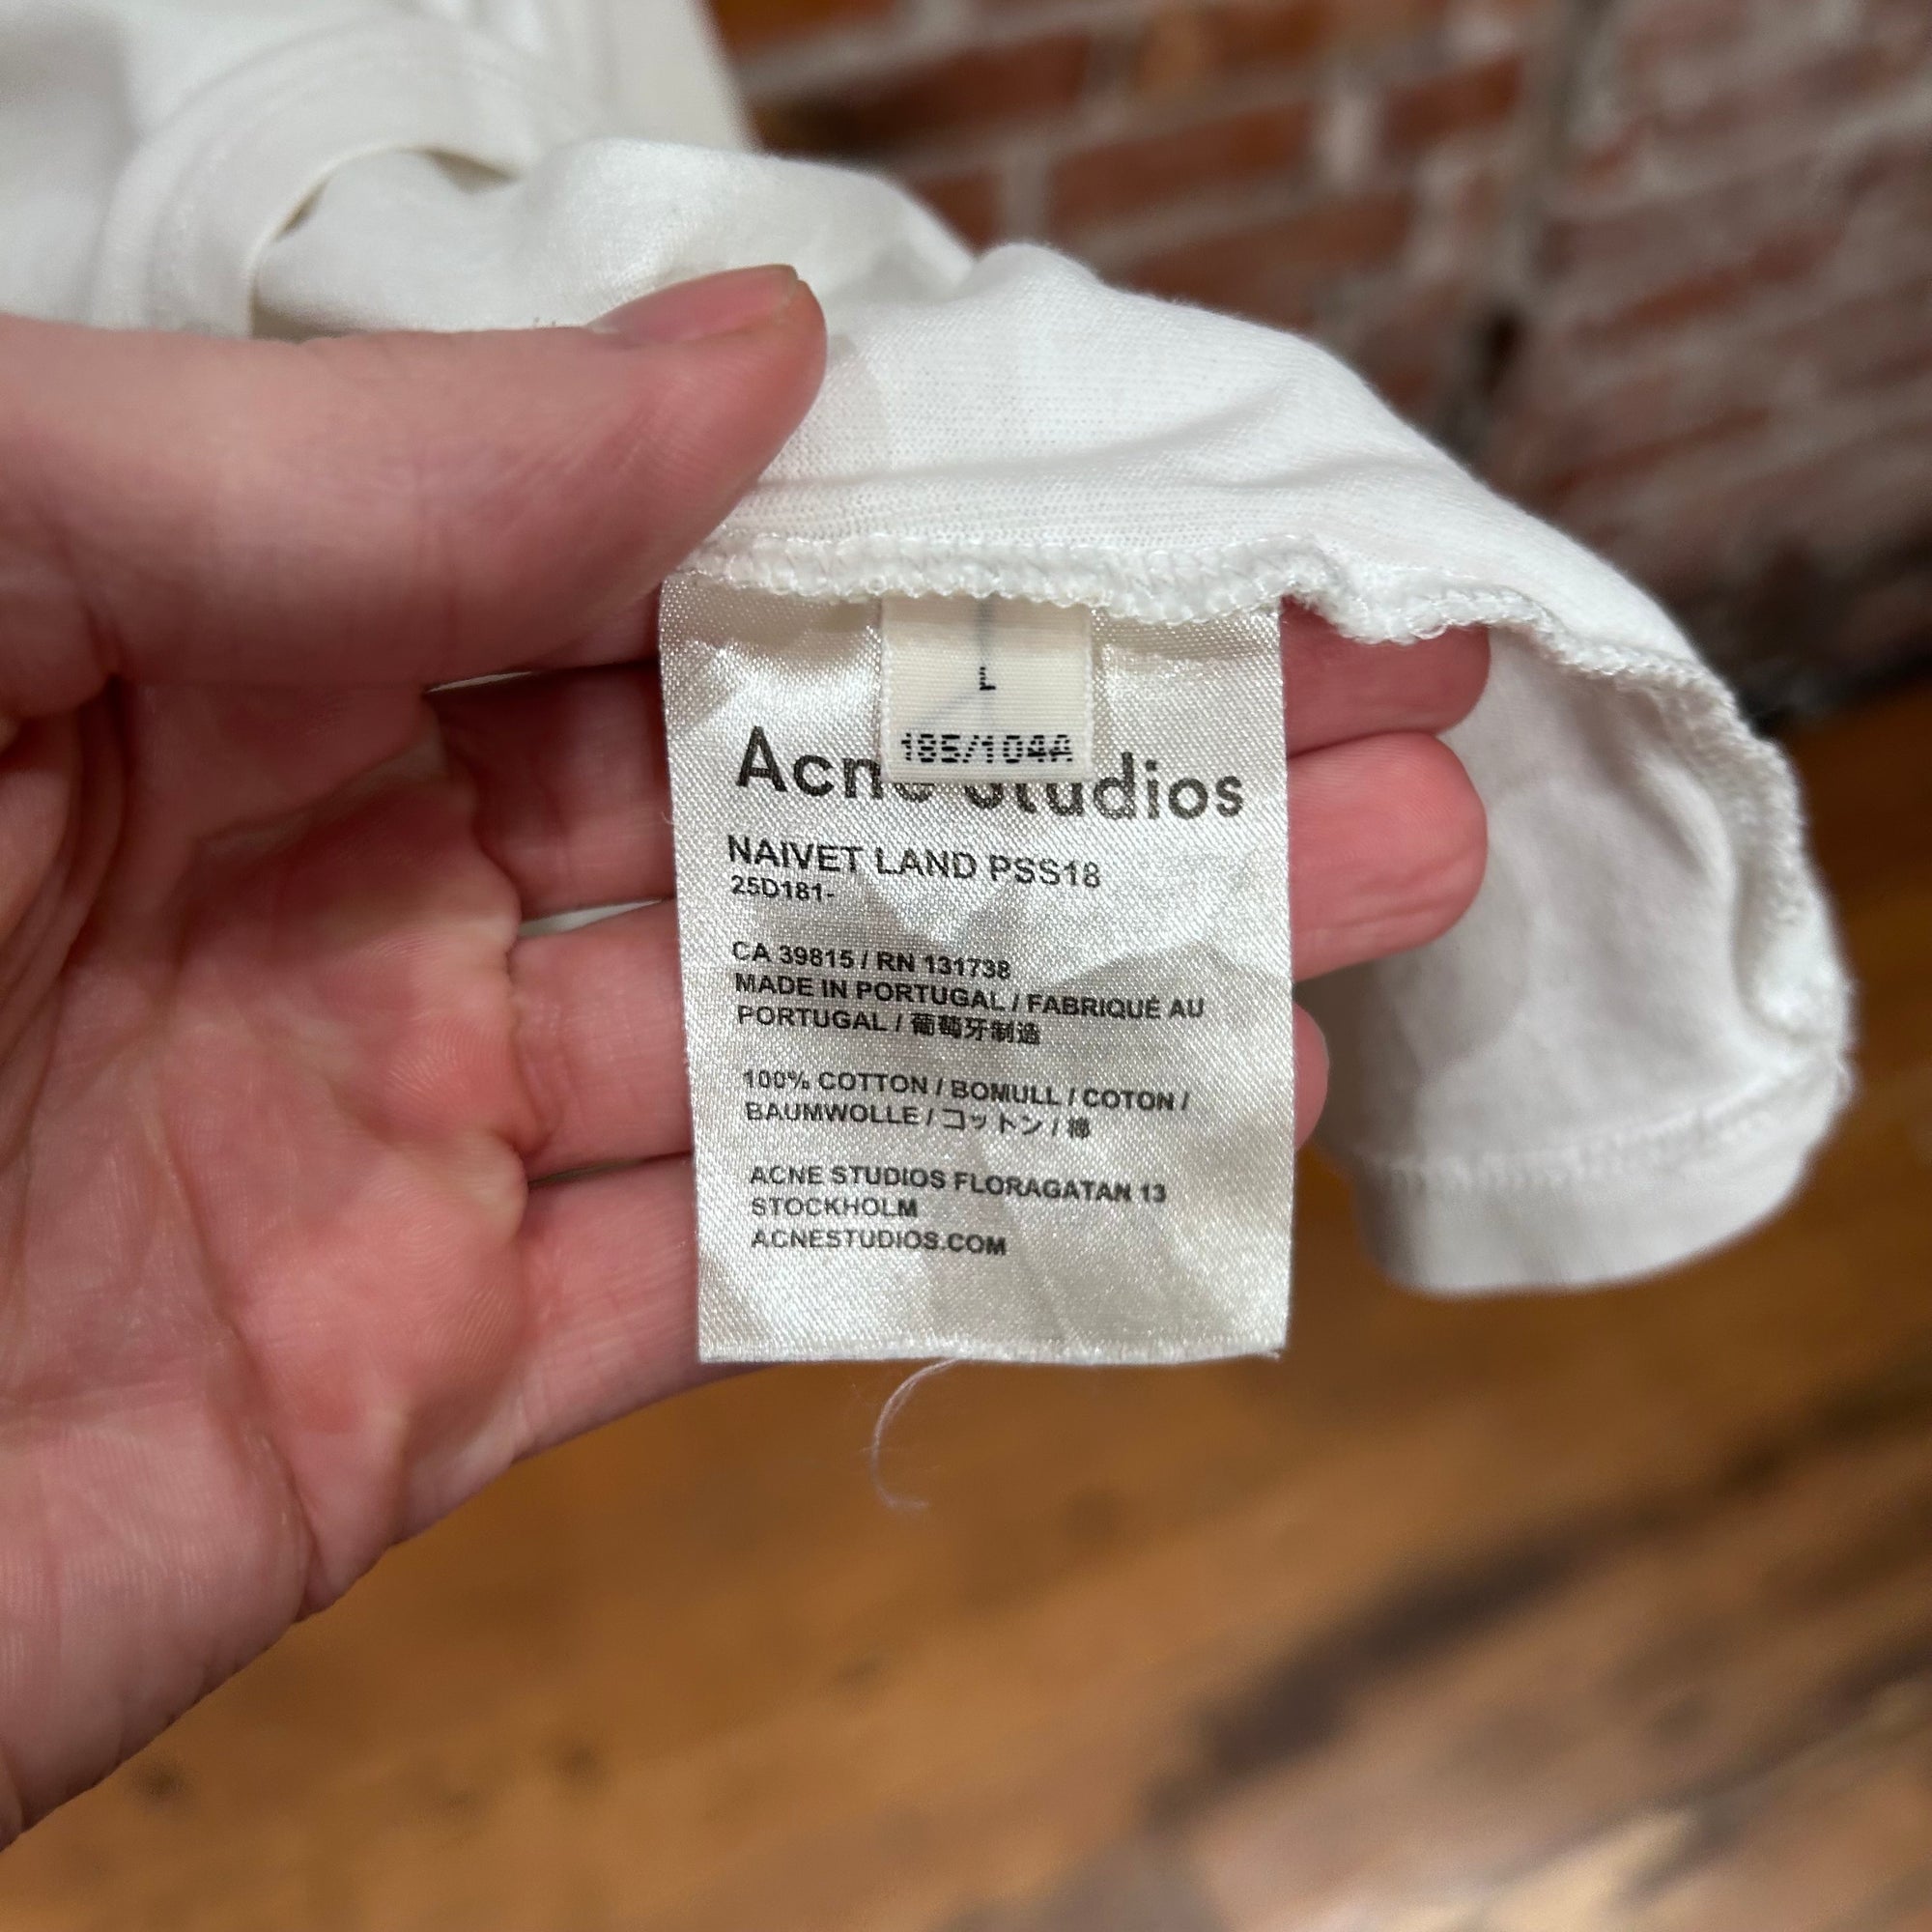 L
185/104A
Acne Studios
NAIVET LAND PSS18
25D181-
CA 39815 / RN 131738
MADE IN PORTUGAL / FABRIQUÉ AU
PORTUGAL / 葡萄牙制造
100% COTTON / BOMULL / COTON /
BAUMWOLLE / コットン / 棉
ACNE STUDIOS FLORAGATAN 13
STOCKHOLM
ACNESTUDIOS.COM